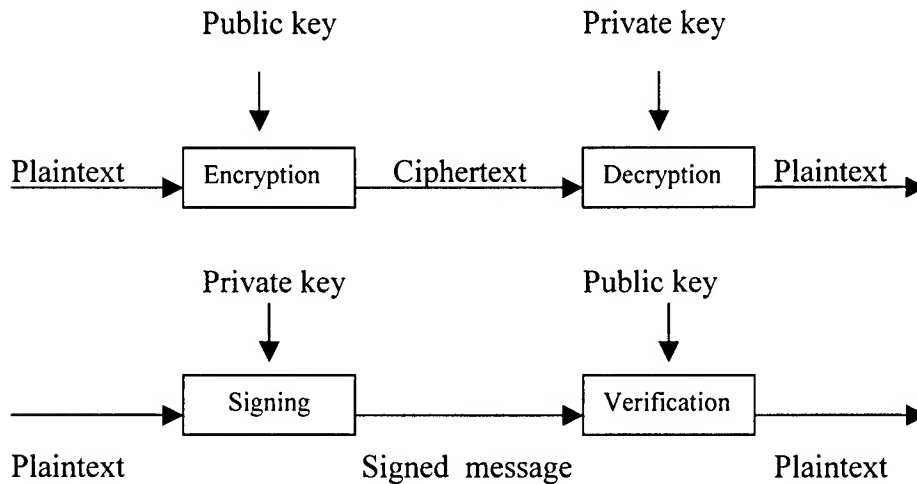 Public key Private key
Plaintext Encryption Ciphertext Decryption Plaintext
Private key Public key
Signing Verification
Plaintext Signed message Plaintext